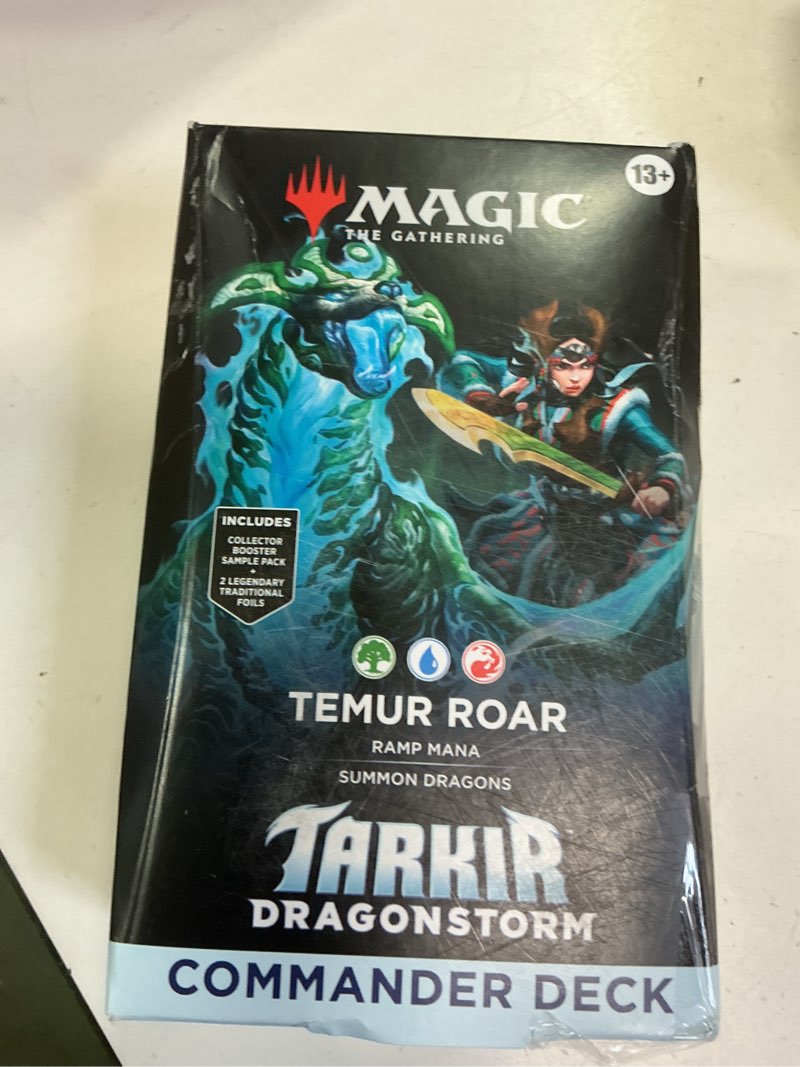 13+
MAGIC
THE GATHERING
INCLUDES
COLLECTOR
BOOSTER
SAMPLE PACK
+
2 LEGENDARY
TRADITIONAL
FOILS
TEMUR ROAR
RAMP MANA
SUMMON DRAGONS
TARKIR
DRAGONSTORM
COMMANDER DECK